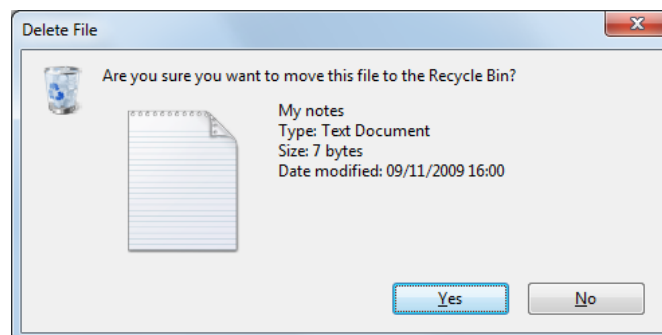 Delete File
Are you sure you want to move this file to the Recycle Bin?
My notes
Type: Text Document
Size: 7 bytes
Date modified: 09/11/2009 16:00
Yes
No